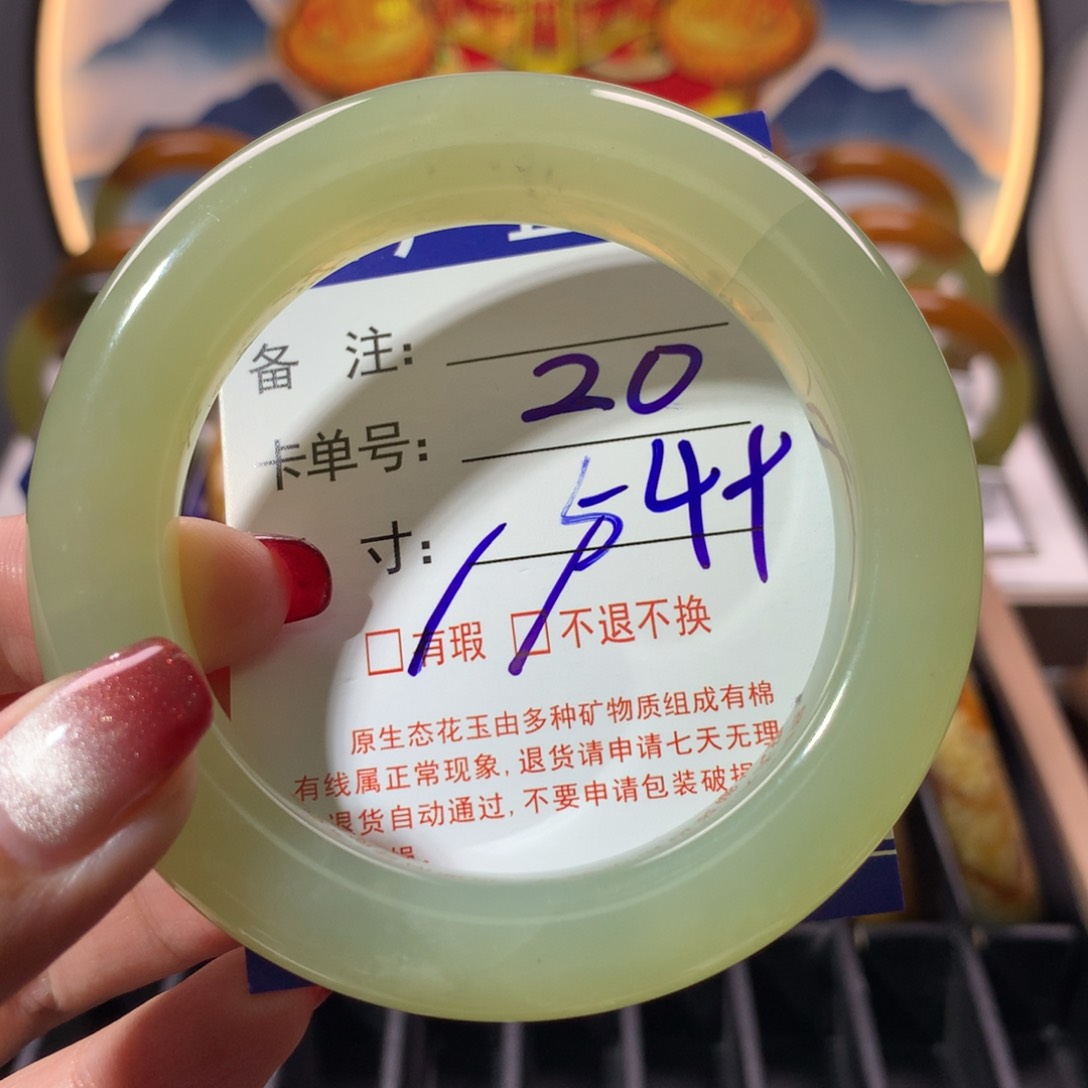 备 注:
卡单号: 20
寸: 54+
有瑕 不退不换
原生态花玉由多种矿物质组成有棉
有线属正常现象,退货请申请七天无理
退货自动通过,不要申请包装破损
损.